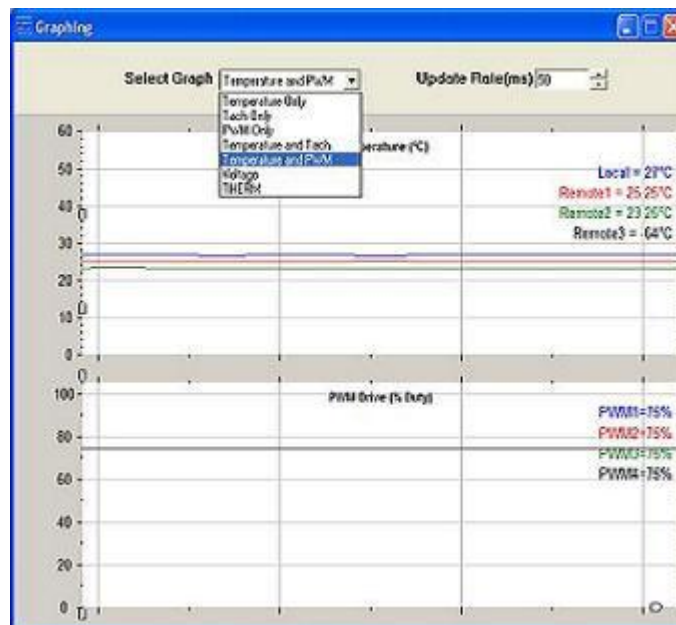 Graphing
Select Graph Temperature and PWM Update Rate(ms) 50
Temperature Only
Tach Only
PWM Only
Temperature and Tach
Temperature and PWM
Voltage
THERM
perature (°C)
Local = 27°C
Remote1 = 25.25°C
Remote2 = 23.25°C
Remote3 = -64°C
60
50
40
30
20
10
0
PWM Drive (% Duty)
PWM1=75%
PWM2=75%
PWM3=75%
PWM4=75%
100
80
60
40
20
0